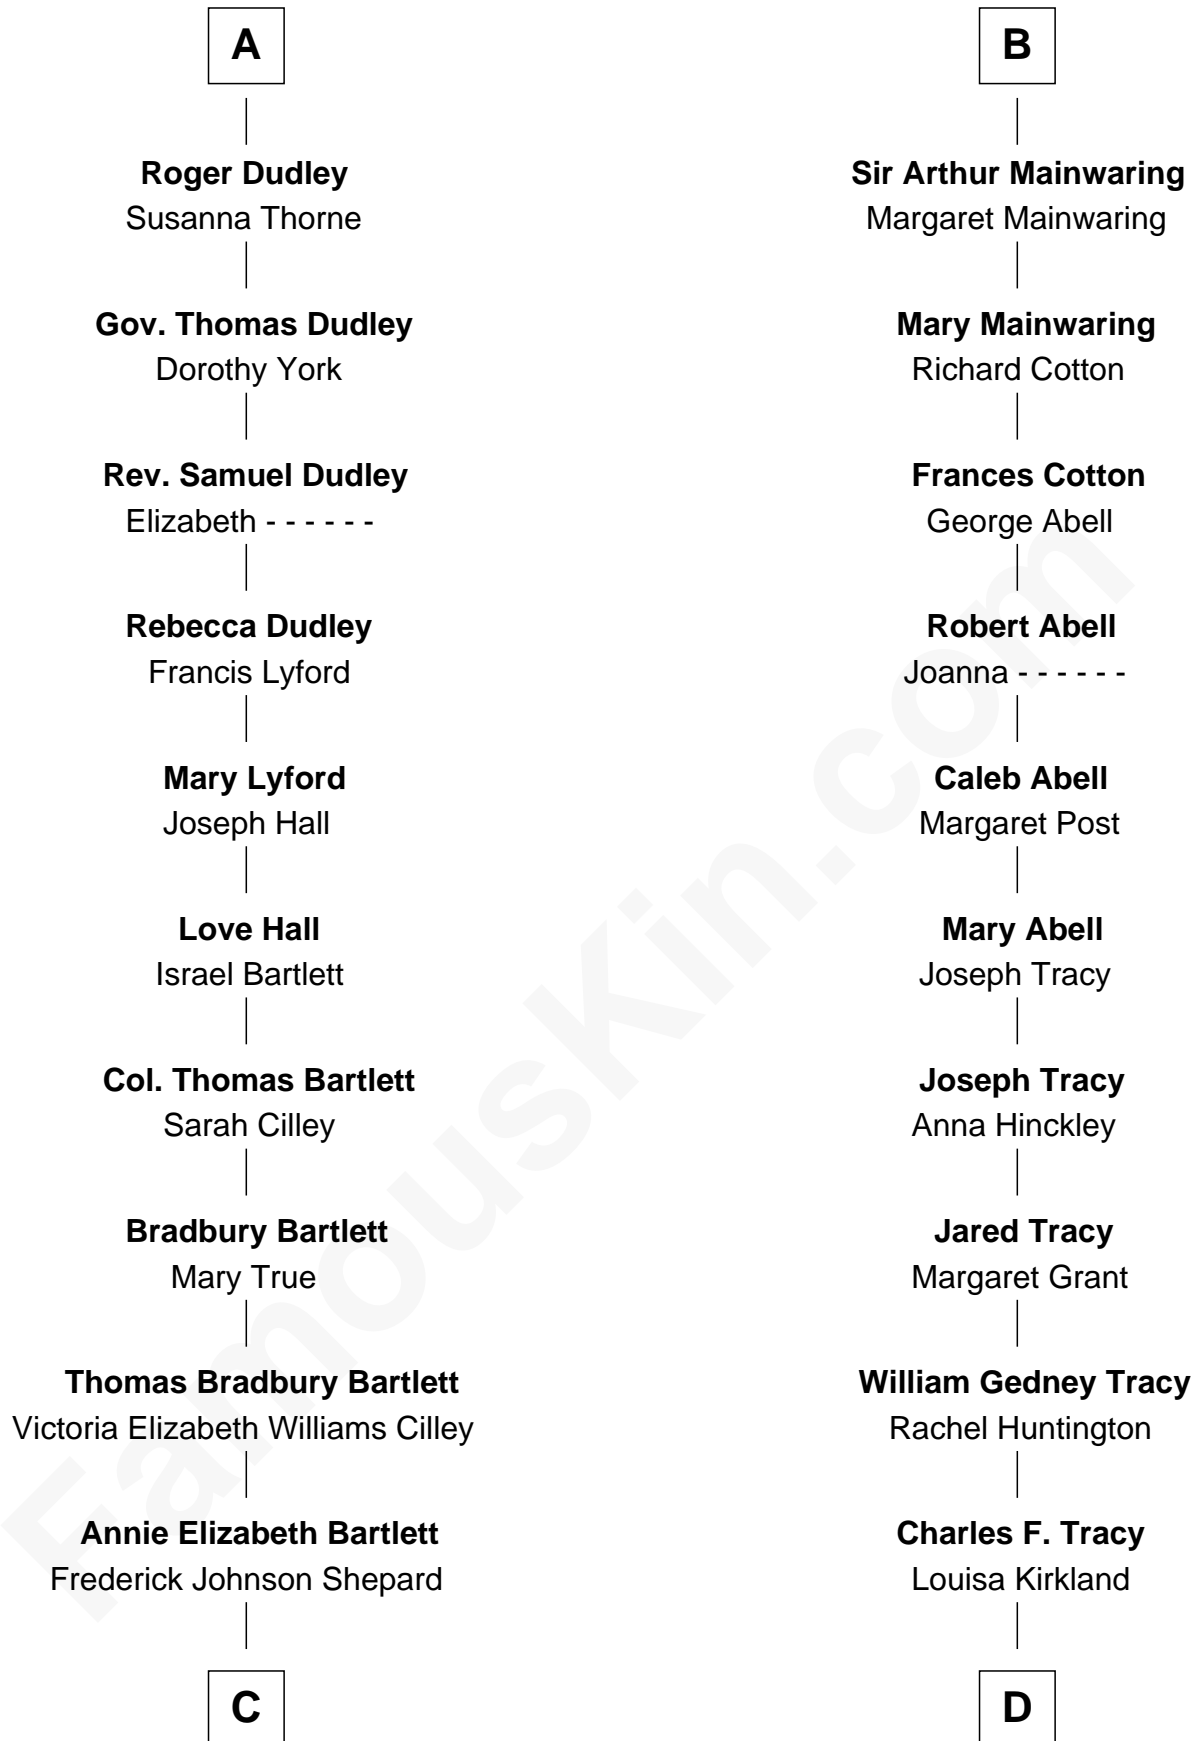 A
Roger Dudley
Susanna Thorne
Gov. Thomas Dudley
Dorothy York
Rev. Samuel Dudley
Elizabeth - - - - - -
Rebecca Dudley
Francis Lyford
Mary Lyford
Joseph Hall
Love Hall
Israel Bartlett
Col. Thomas Bartlett
Sarah Cilley
Bradbury Bartlett
Mary True
Thomas Bradbury Bartlett
Victoria Elizabeth Williams Cilley
Annie Elizabeth Bartlett
Frederick Johnson Shepard
C
B
Sir Arthur Mainwaring
Margaret Mainwaring
Mary Mainwaring
Richard Cotton
Frances Cotton
George Abell
Robert Abell
Joanna - - - - - -
Caleb Abell
Margaret Post
Mary Abell
Joseph Tracy
Joseph Tracy
Anna Hinckley
Jared Tracy
Margaret Grant
William Gedney Tracy
Rachel Huntington
Charles F. Tracy
Louisa Kirkland
D
FamousKin.com